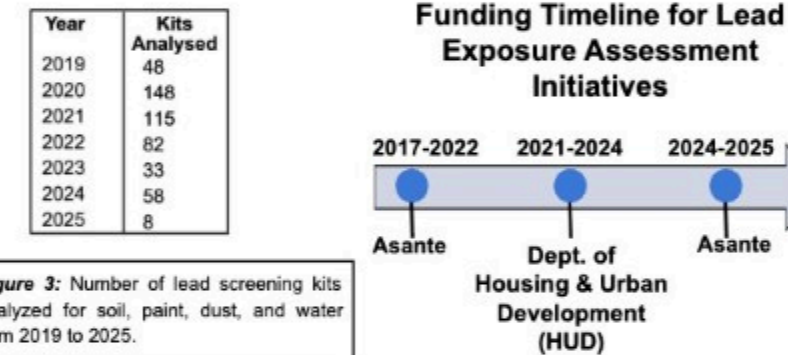 Year Kits Analysed
2019 48
2020 148
2021 115
2022 82
2023 33
2024 58
2025 8
Figure 3: Number of lead screening kits
analyzed for soil, paint, dust, and water
from 2019 to 2025.
Funding Timeline for Lead
Exposure Assessment
Initiatives
2017-2022 2021-2024 2024-2025
Asante
Dept. of
Housing & Urban
Development
(HUD)
Asante